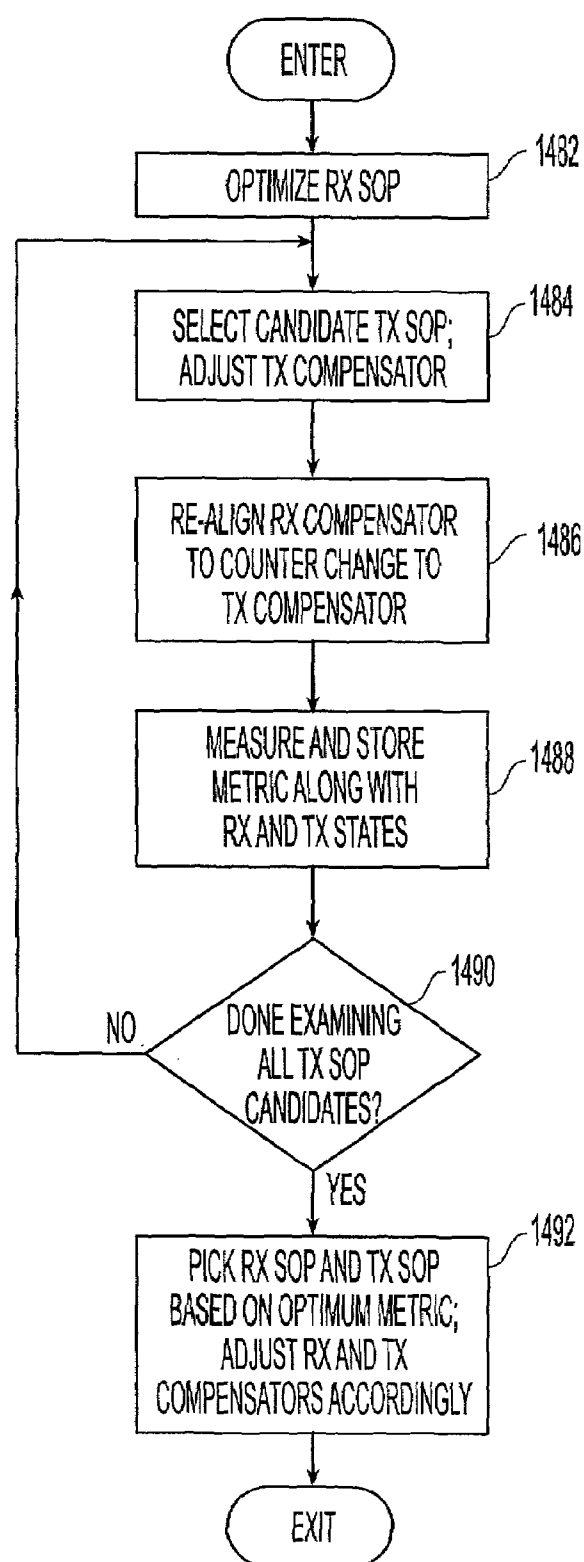 ENTER
1482
OPTIMIZE RX SOP
1484
SELECT CANDIDATE TX SOP;
ADJUST TX COMPENSATOR
RE-ALIGN RX COMPENSATOR
TO COUNTER CHANGE TO
TX COMPENSATOR
1486
MEASURE AND STORE
METRIC ALONG WITH
RX AND TX STATES
1488
1490
NO
DONE EXAMINING
ALL TX SOP
CANDIDATES?
YES
1492
PICK RX SOP AND TX SOP
BASED ON OPTIMUM METRIC;
ADJUST RX AND TX
COMPENSATORS ACCORDINGLY
EXIT